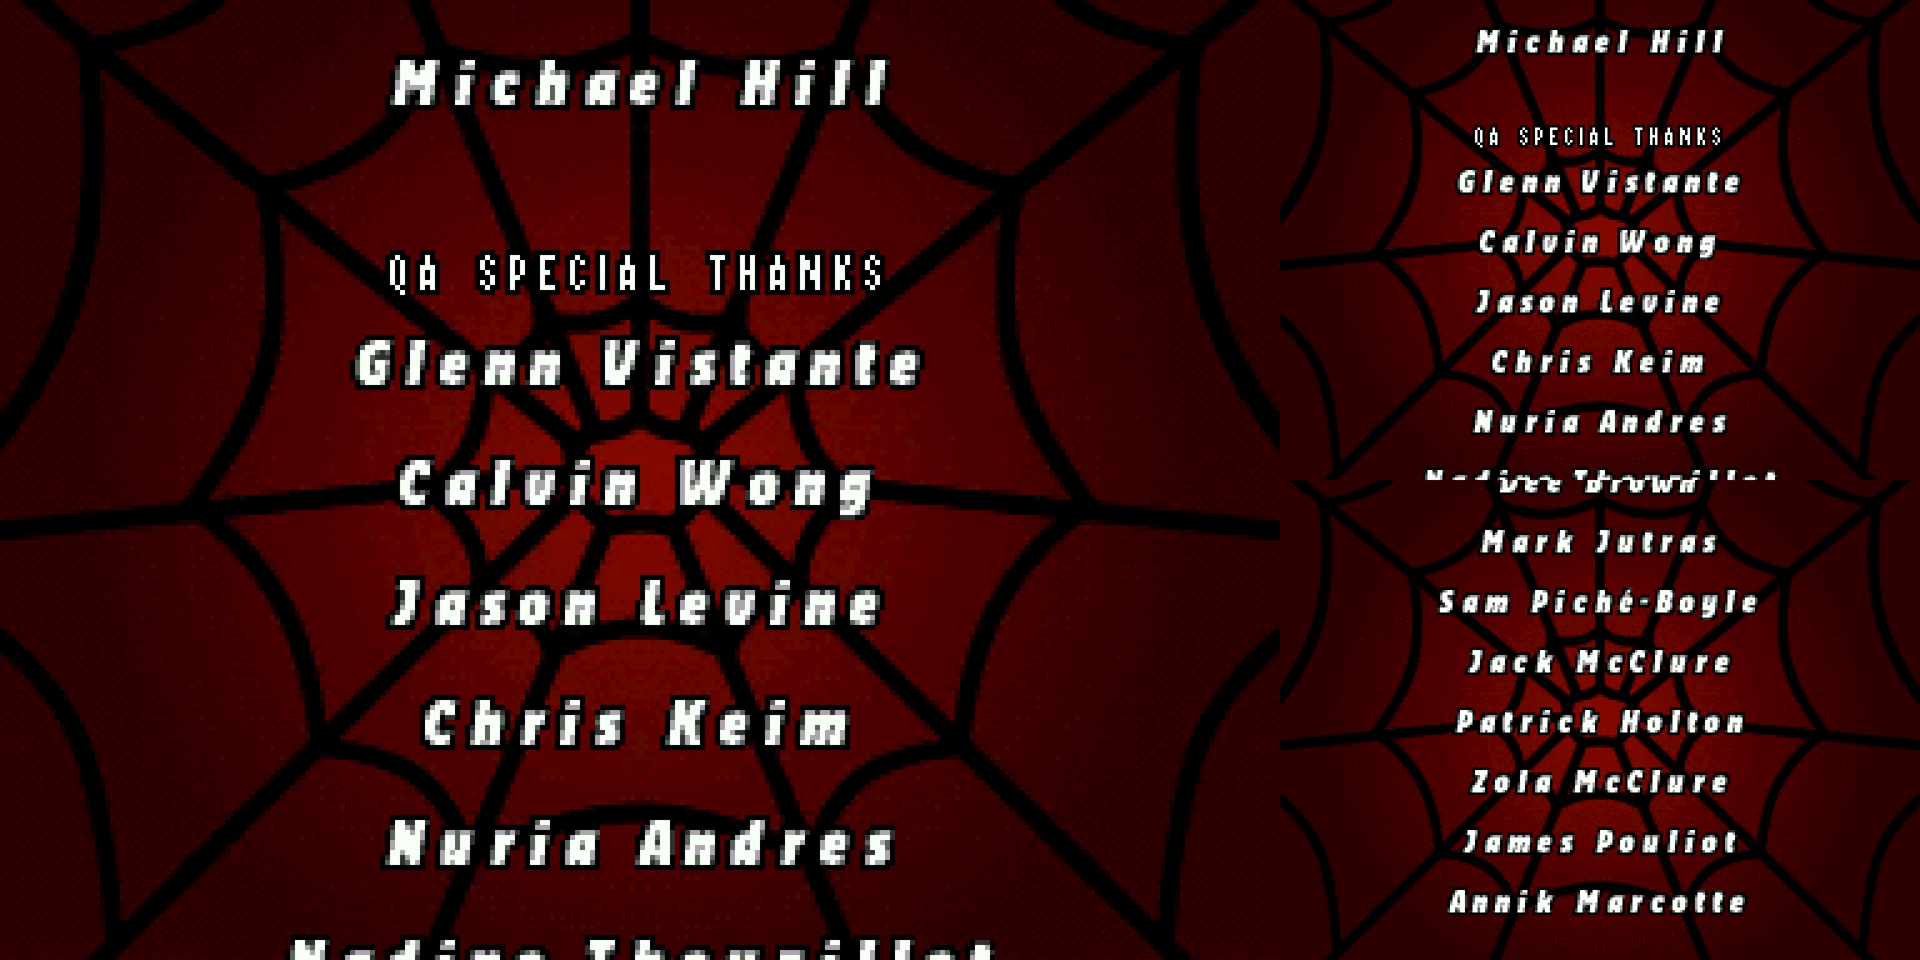 Michael Hill
QA SPECIAL THANKS
Glenn Vistante
Calvin Wong
Jason Levine
Chris Keim
Nuria Andres
Michael Hill
QA SPECIAL THANKS
Glenn Vistante
Calvin Wong
Jason Levine
Chris Keim
Nuria Andres
Mark Jutras
Sam Piché-Boyle
Jack McClure
Patrick Holton
Zola McClure
James Pouliot
Annik Marcotte